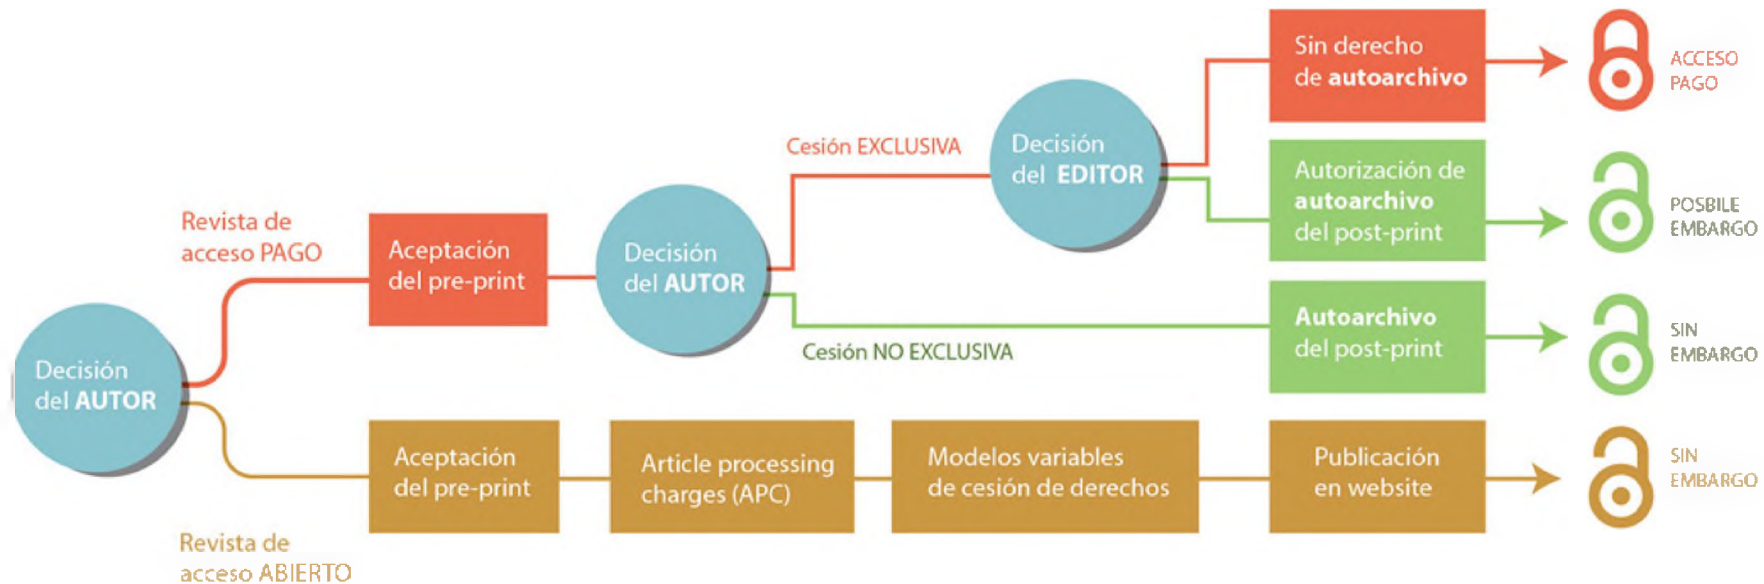 Sin derecho
de autoarchivo
ACCESO
PAGO
Cesión EXCLUSIVA
Decisión
del EDITOR
Autorización de
autoarchivo
del post-print
POSBILE
EMBARGO
Revista de
acceso PAGO
Aceptación
del pre-print
Decisión
del AUTOR
Cesión NO EXCLUSIVA
Autoarchivo
del post-print
SIN
EMBARGO
Decisión
del AUTOR
Aceptación
del pre-print
Article processing
charges (APC)
Modelos variables
de cesión de derechos
Publicación
en website
SIN
EMBARGO
Revista de
acceso ABIERTO